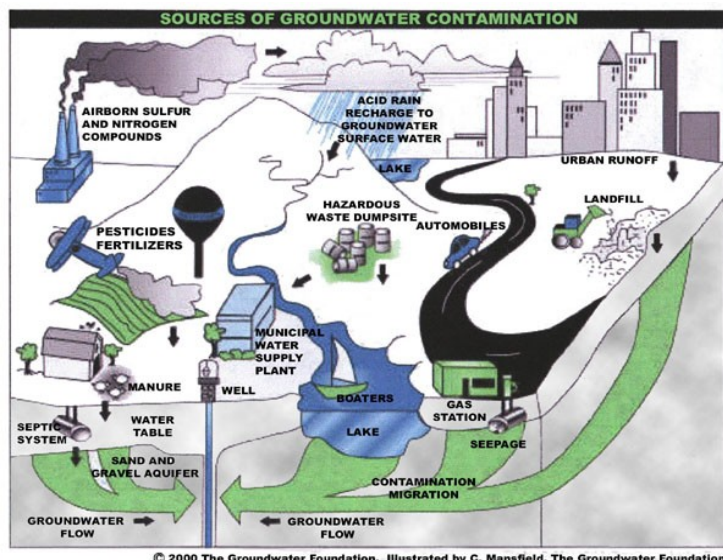 SOURCES OF GROUNDWATER CONTAMINATION
AIRBORN SULFUR
AND NITROGEN
COMPOUNDS
ACID RAIN
RECHARGE TO
GROUNDWATER
SURFACE WATER
LAKE
URBAN RUNOFF
PESTICIDES
FERTILIZERS
HAZARDOUS
WASTE DUMPSITE
AUTOMOBILES
LANDFILL
MUNICIPAL
WATER
SUPPLY
PLANT
MANURE
WELL
BOATERS
GAS
STATION
SEPTIC
SYSTEM
WATER
TABLE
LAKE
SEEPAGE
SAND AND
GRAVEL AQUIFER
CONTAMINATION
MIGRATION
GROUNDWATER
FLOW
GROUNDWATER
FLOW
© 2000 The Groundwater Foundation. Illustrated by C. Mansfield, The Groundwater Foundation